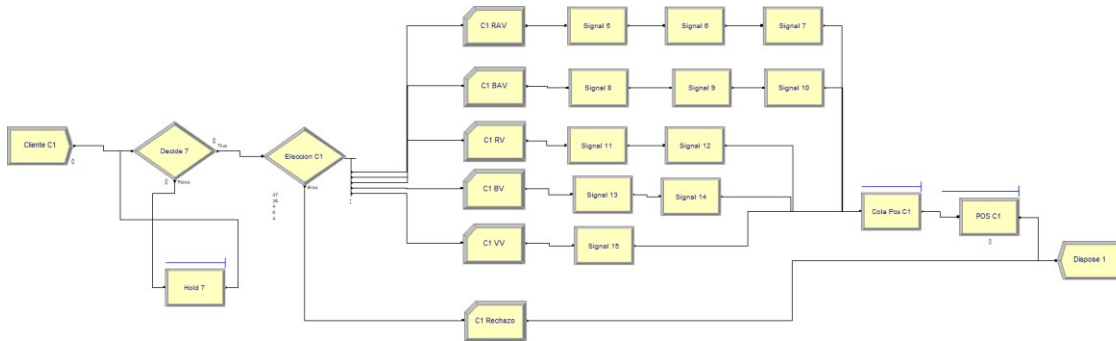 C1 RAV
Signal 5
Signal 6
Signal 7
C1 BAV
Signal 8
Signal 9
Signal 10
Cliente C1
0
Decide 7
0
True
0
False
Eleccion C1
Else
47
36
4
4
C1 RV
Signal 11
Signal 12
C1 BV
Signal 13
Signal 14
C1 VV
Signal 15
Cola Pos C1
POS C1
0
Hold 7
Dispose 1
C1 Rechazo